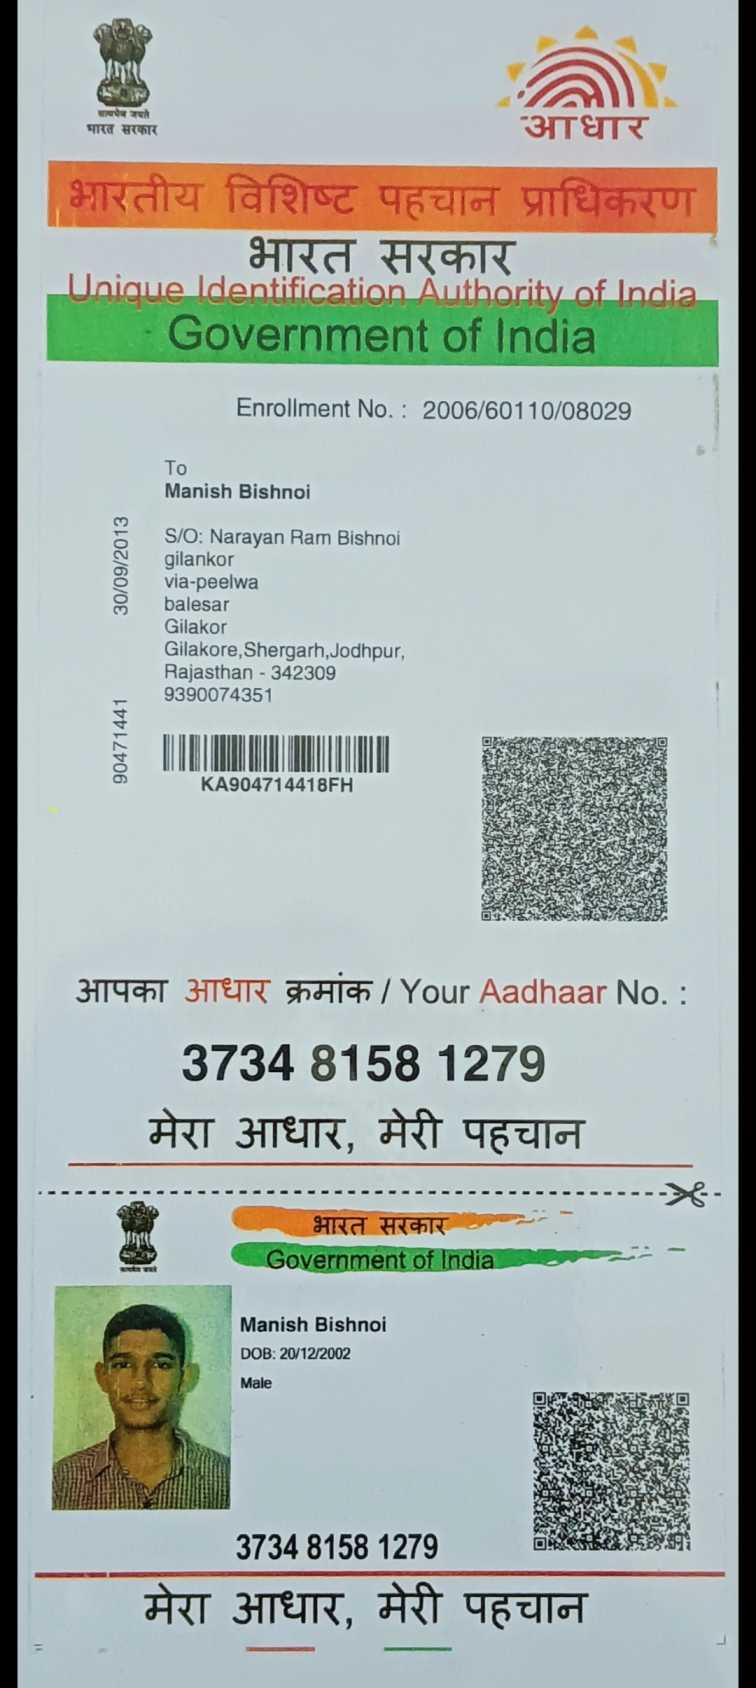 सत्यमेव जयते
भारत सरकार
आधार
भारतीय विशिष्ट पहचान प्राधिकरण
भारत सरकार
Unique Identification Authority of India
Government of India
Enrollment No. : 2006/60110/08029
To
Manish Bishnoi
S/O: Narayan Ram Bishnoi
gilankor
via-peelwa
balesar
Gilakor
Gilakore,Shergarh,Jodhpur,
Rajasthan - 342309
9390074351
30/09/2013
90471441
KA904714418FH
आपका आधार क्रमांक / Your Aadhaar No. :
3734 8158 1279
मेरा आधार, मेरी पहचान
भारत सरकार
Government of India
सत्यमेव जयते
Manish Bishnoi
DOB: 20/12/2002
Male
3734 8158 1279
मेरा आधार, मेरी पहचान